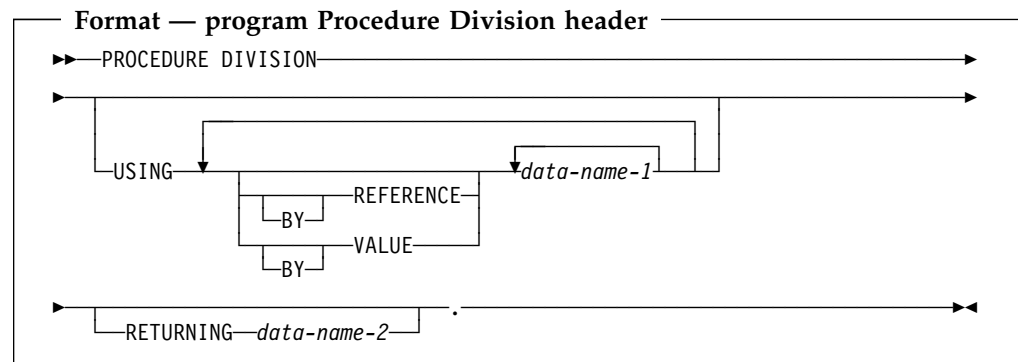 Format — program Procedure Division header
PROCEDURE DIVISION
USING data-name-1
REFERENCE
BY
VALUE
BY
.
RETURNING data-name-2